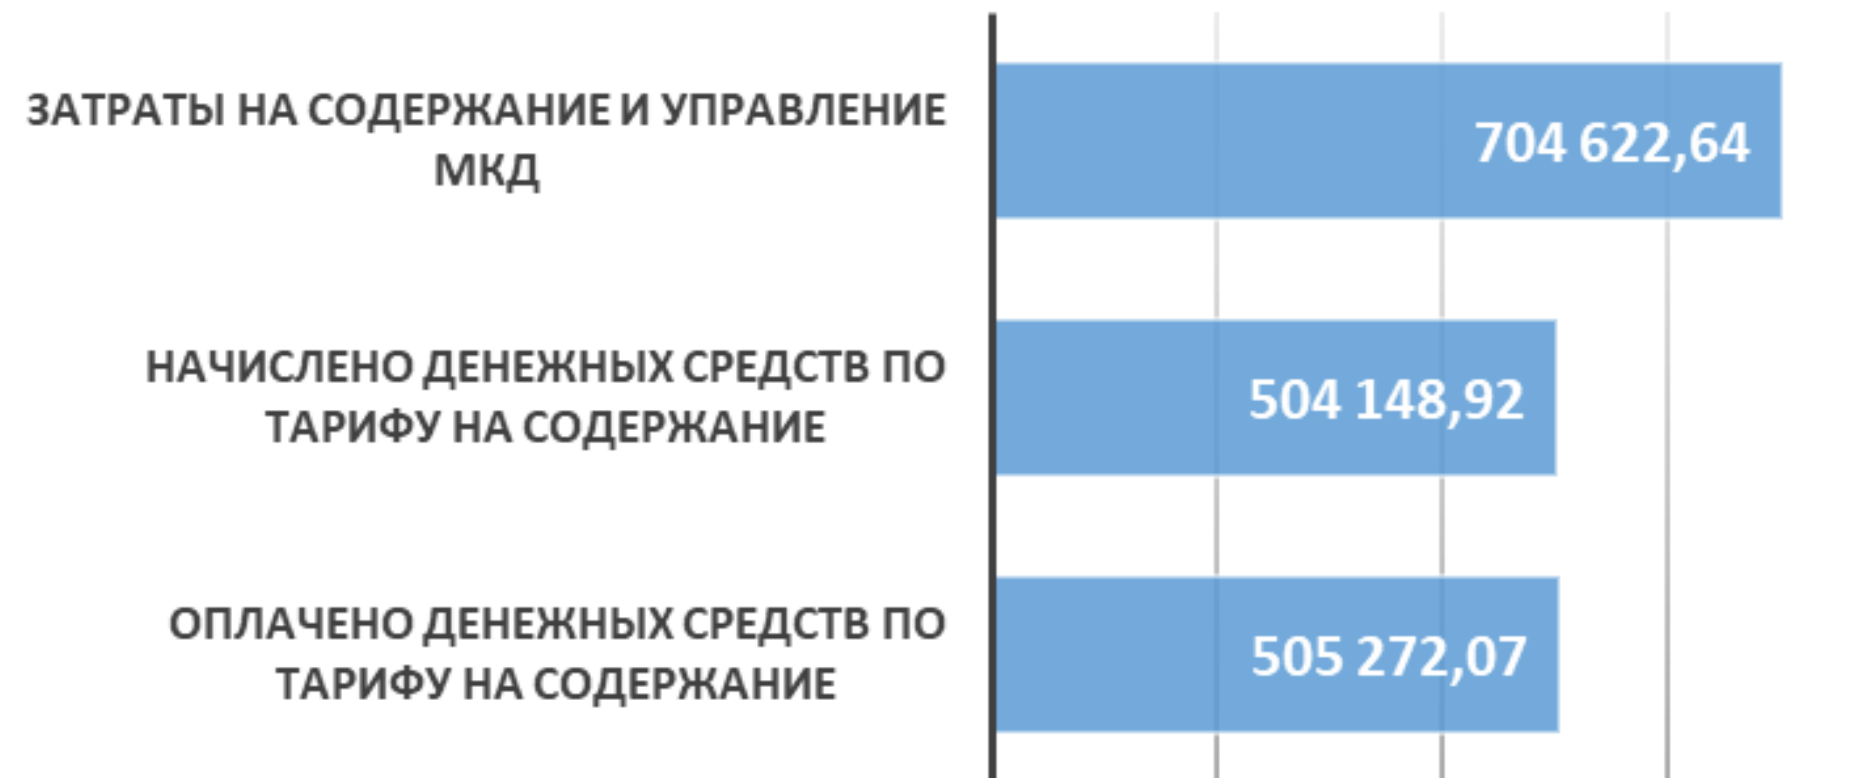 ЗАТРАТЫ НА СОДЕРЖАНИЕ И УПРАВЛЕНИЕ
МКД
704 622,64
НАЧИСЛЕНО ДЕНЕЖНЫХ СРЕДСТВ ПО
ТАРИФУ НА СОДЕРЖАНИЕ
504 148,92
ОПЛАЧЕНО ДЕНЕЖНЫХ СРЕДСТВ ПО
ТАРИФУ НА СОДЕРЖАНИЕ
505 272,07